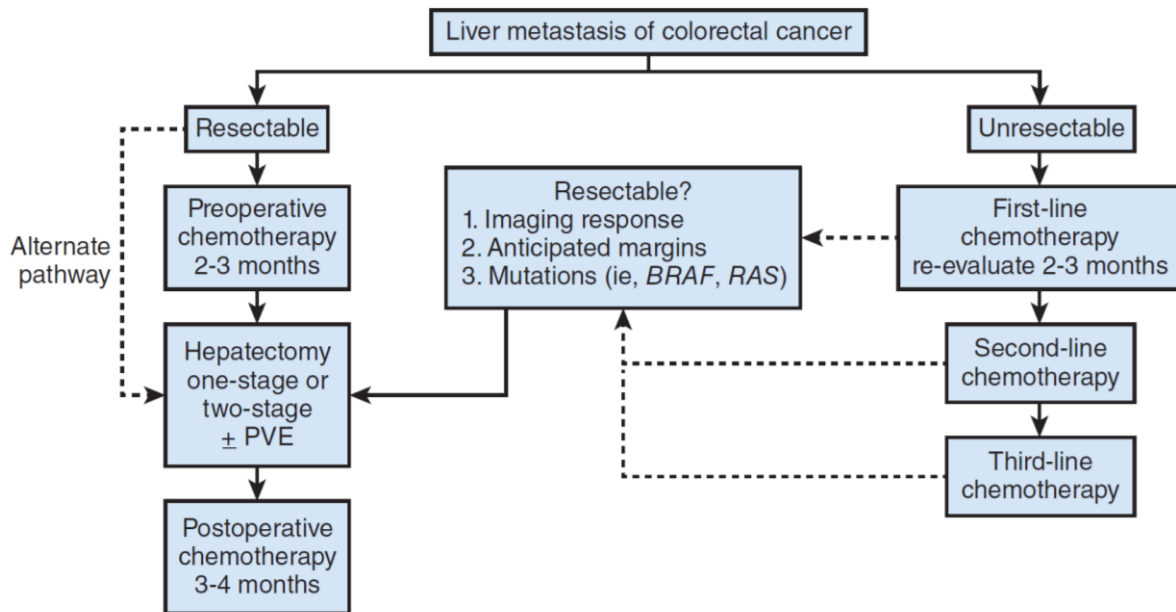 Liver metastasis of colorectal cancer
Resectable
Unresectable
Alternate
pathway
Preoperative
chemotherapy
2-3 months
Resectable?
1. Imaging response
2. Anticipated margins
3. Mutations (ie, BRAF, RAS)
First-line
chemotherapy
re-evaluate 2-3 months
Hepatectomy
one-stage or
two-stage
± PVE
Second-line
chemotherapy
Third-line
chemotherapy
Postoperative
chemotherapy
3-4 months